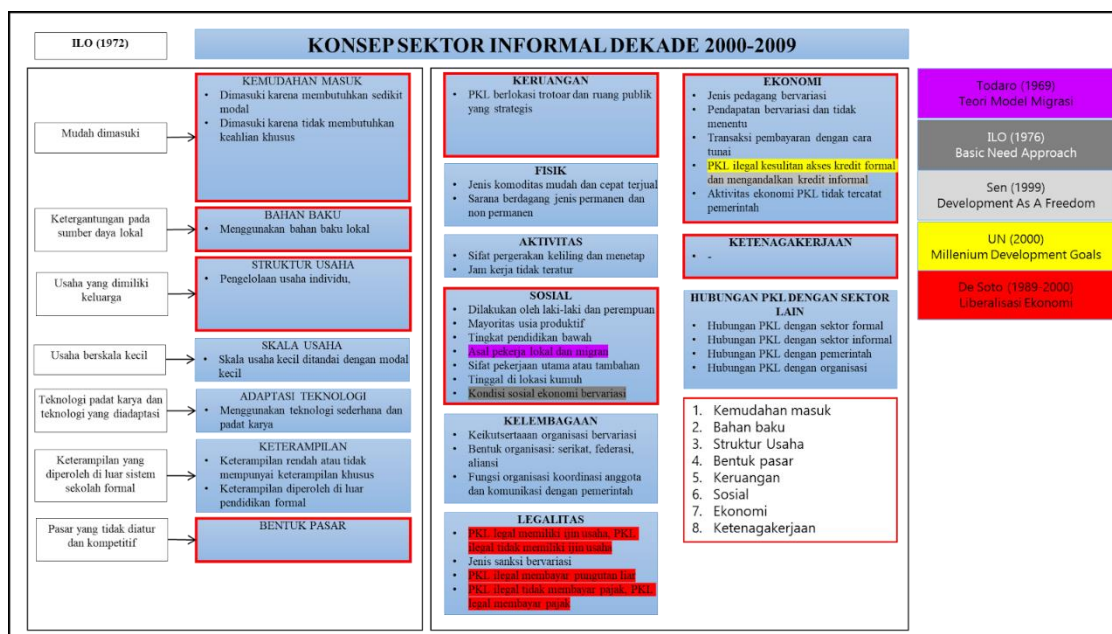 ILO (1972)
KONSEP SEKTOR INFORMAL DEKADE 2000-2009
Mudah dimasuki
KEMUDAHAN MASUK
• Dimasuki karena membutuhkan sedikit
modal
• Dimasuki karena tidak membutuhkan
keahlian khusus
Ketergantungan pada
sumber daya lokal
BAHAN BAKU
• Menggunakan bahan baku lokal
Usaha yang dimiliki
keluarga
STRUKTUR USAHA
• Pengelolaan usaha individu,
Usaha berskala kecil
SKALA USAHA
• Skala usaha kecil ditandai dengan modal
kecil
Teknologi padat karya dan
teknologi yang diadaptasi
ADAPTASI TEKNOLOGI
• Menggunakan teknologi sederhana dan
padat karya
Keterampilan yang
diperoleh di luar sistem
sekolah formal
KETERAMPILAN
• Keterampilan rendah atau tidak
mempunyai keterampilan khusus
• Keterampilan diperoleh di luar
pendidikan formal
Pasar yang tidak diatur
dan kompetitif
BENTUK PASAR
KERUANGAN
• PKL berlokasi trotoar dan ruang publik
yang strategis
FISIK
• Jenis komoditas mudah dan cepat terjual
• Sarana berdagang jenis permanen dan
non permanen
AKTIVITAS
• Sifat pergerakan keliling dan menetap
• Jam kerja tidak teratur
SOSIAL
• Dilakukan oleh laki-laki dan perempuan
• Mayoritas usia produktif
• Tingkat pendidikan bawah
• Asal pekerja lokal dan migran
• Sifat pekerjaan utama atau tambahan
• Tinggal di lokasi kumuh
• Kondisi sosial ekonomi bervariasi
KELEMBAGAAN
• Keikutsertaaan organisasi bervariasi
• Bentuk organisasi: serikat, federasi,
aliansi
• Fungsi organisasi koordinasi anggota
dan komunikasi dengan pemerintah
LEGALITAS
• PKL legal memiliki ijin usaha, PKL
ilegal tidak memiliki ijin usaha
• Jenis sanksi bervariasi
• PKL ilegal membayar pungutan liar
• PKL ilegal tidak membayar pajak, PKL
legal membayar pajak
EKONOMI
• Jenis pedagang bervariasi
• Pendapatan bervariasi dan tidak
menentu
• Transaksi pembayaran dengan cara
tunai
• PKL ilegal kesulitan akses kredit formal
dan mengandalkan kredit informal
• Aktivitas ekonomi PKL tidak tercatat
pemerintah
KETENAGAKERJAAN
• -
HUBUNGAN PKL DENGAN SEKTOR
LAIN
• Hubungan PKL dengan sektor formal
• Hubungan PKL dengan sektor informal
• Hubungan PKL dengan pemerintah
• Hubungan PKL dengan organisasi
1. Kemudahan masuk
2. Bahan baku
3. Struktur Usaha
4. Bentuk pasar
5. Keruangan
6. Sosial
7. Ekonomi
8. Ketenagakerjaan
Todaro (1969)
Teori Model Migrasi
ILO (1976)
Basic Need Approach
Sen (1999)
Development As A Freedom
UN (2000)
Millenium Development Goals
De Soto (1989-2000)
Liberalisasi Ekonomi